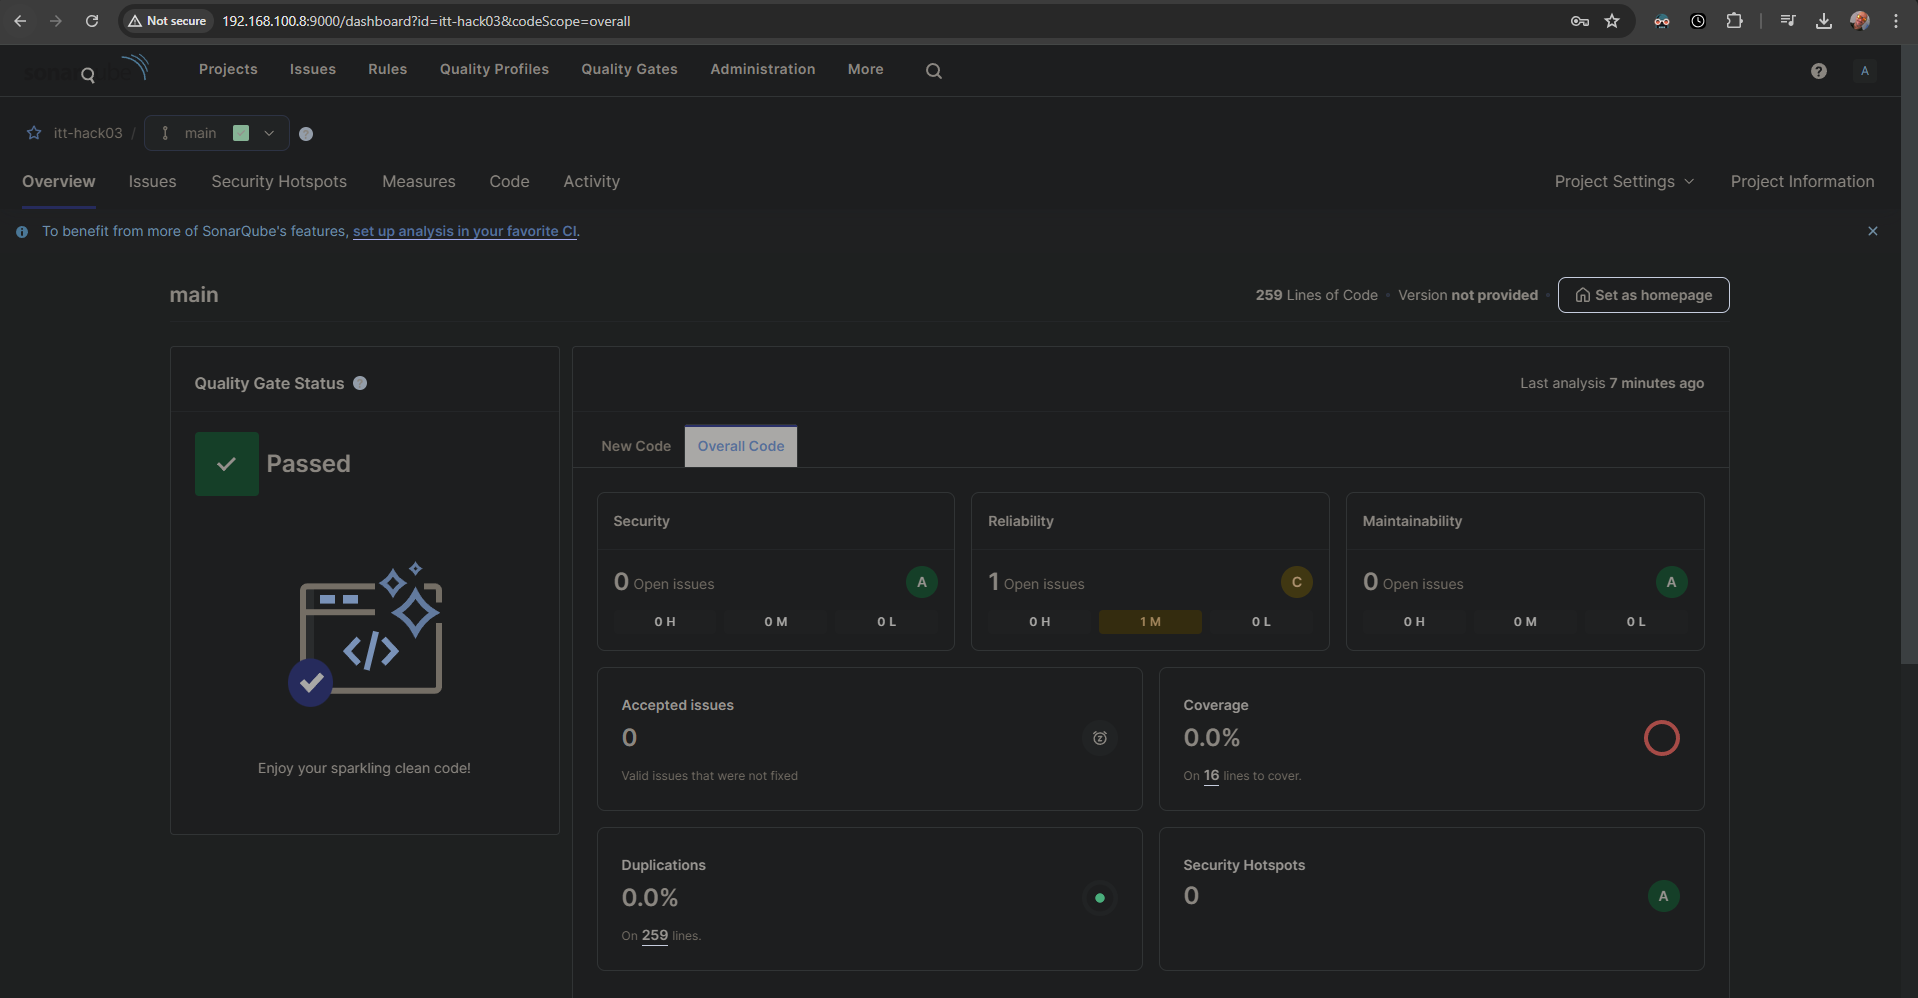 Not secure 192.168.100.8:9000/dashboard?id=itt-hack03&codeScope=overall
sonarqube Projects Issues Rules Quality Profiles Quality Gates Administration More ? A
itt-hack03 / main
Overview Issues Security Hotspots Measures Code Activity Project Settings Project Information
To benefit from more of SonarQube's features, set up analysis in your favorite CI.
main 259 Lines of Code • Version not provided • Set as homepage
Quality Gate Status
Last analysis 7 minutes ago
Passed
Enjoy your sparkling clean code!
New Code Overall Code
Security
0 Open issues A
0 H 0 M 0 L
Reliability
1 Open issues C
0 H 1 M 0 L
Maintainability
0 Open issues A
0 H 0 M 0 L
Accepted issues
0
Valid issues that were not fixed
Coverage
0.0%
On 16 lines to cover.
Duplications
0.0%
On 259 lines.
Security Hotspots
0 A